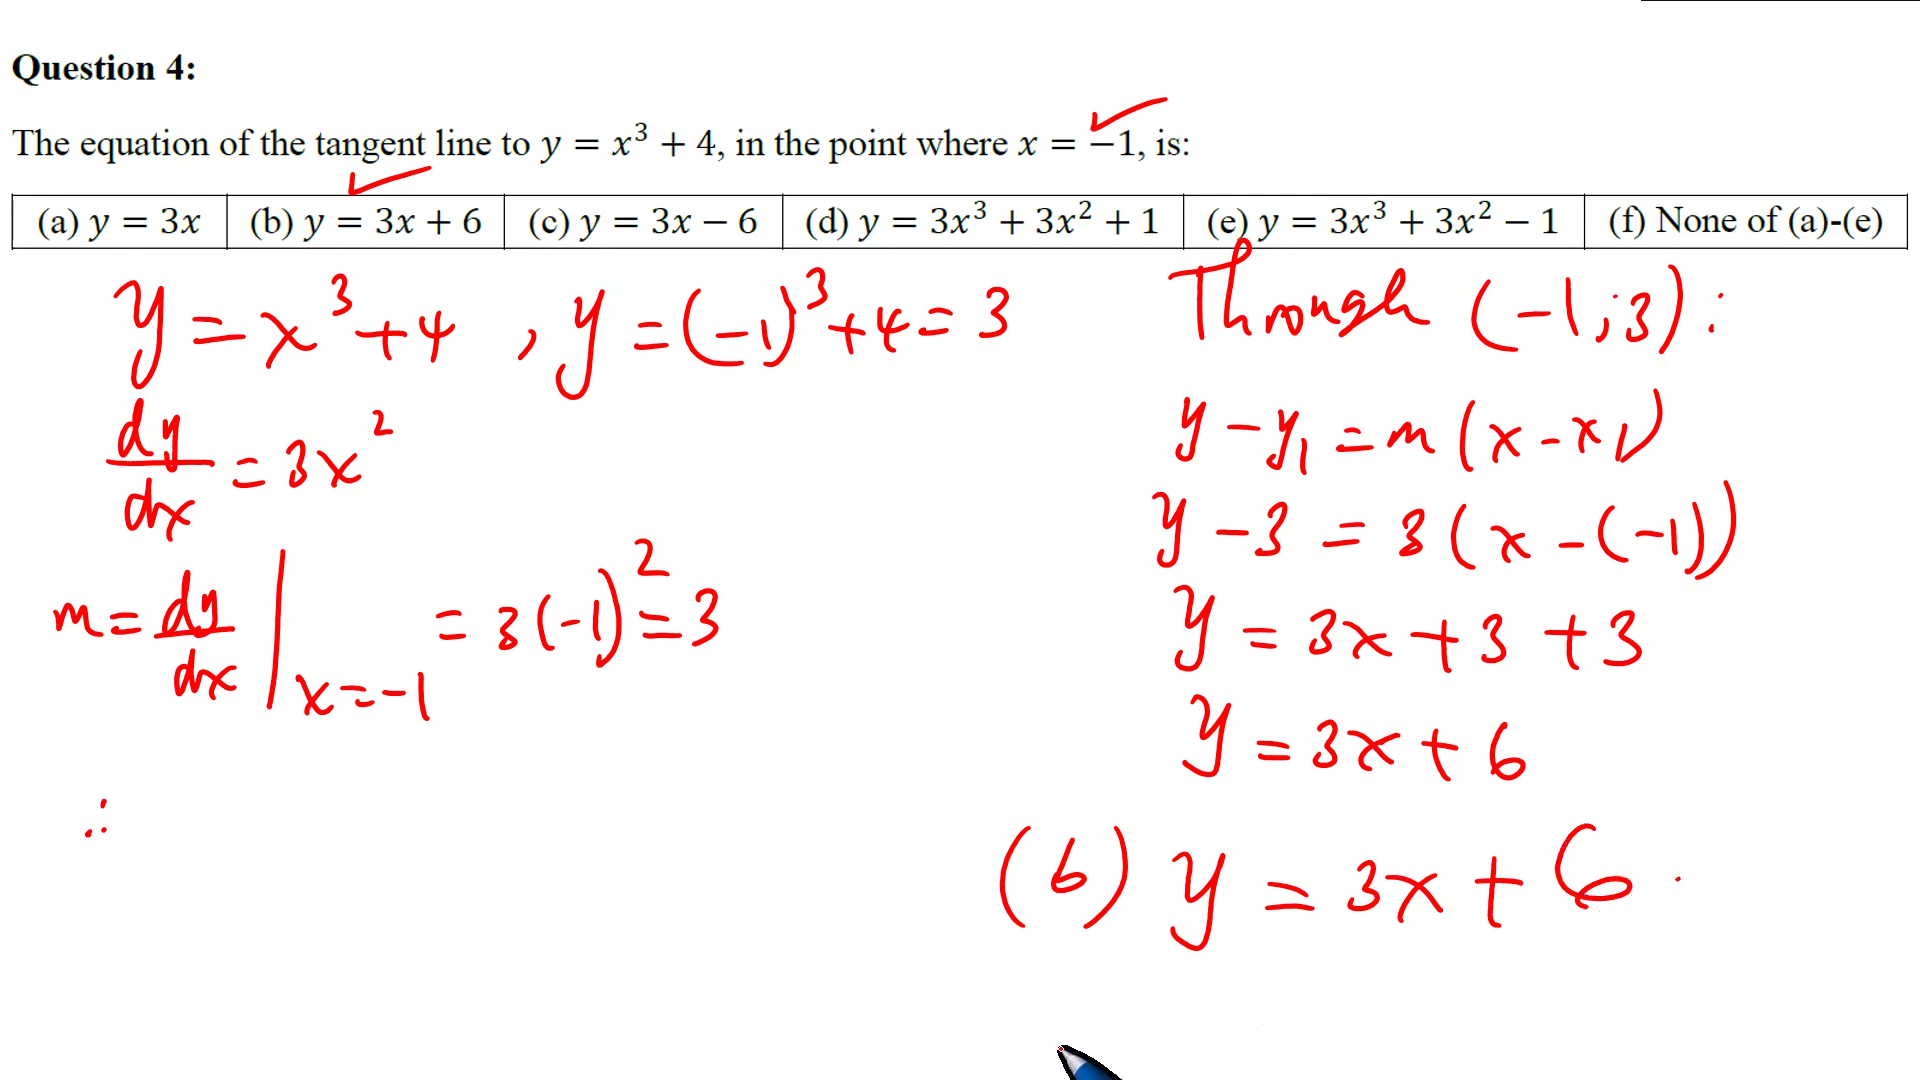 Question 4:
The equation of the tangent line to y = x³ + 4, in the point where x = −1, is:
(a) y = 3x (b) y = 3x + 6 (c) y = 3x − 6 (d) y = 3x³ + 3x² + 1 (e) y = 3x³ + 3x² − 1 (f) None of (a)-(e)
y = x³ + 4 , y = (−1)³ + 4 = 3
dy/dx = 3x²
m = dy/dx |x=−1 = 3(−1)² = 3
∴
Through (−1;3):
y − y₁ = m(x − x₁)
y − 3 = 3(x − (−1))
y = 3x + 3 + 3
y = 3x + 6
(b) y = 3x + 6.